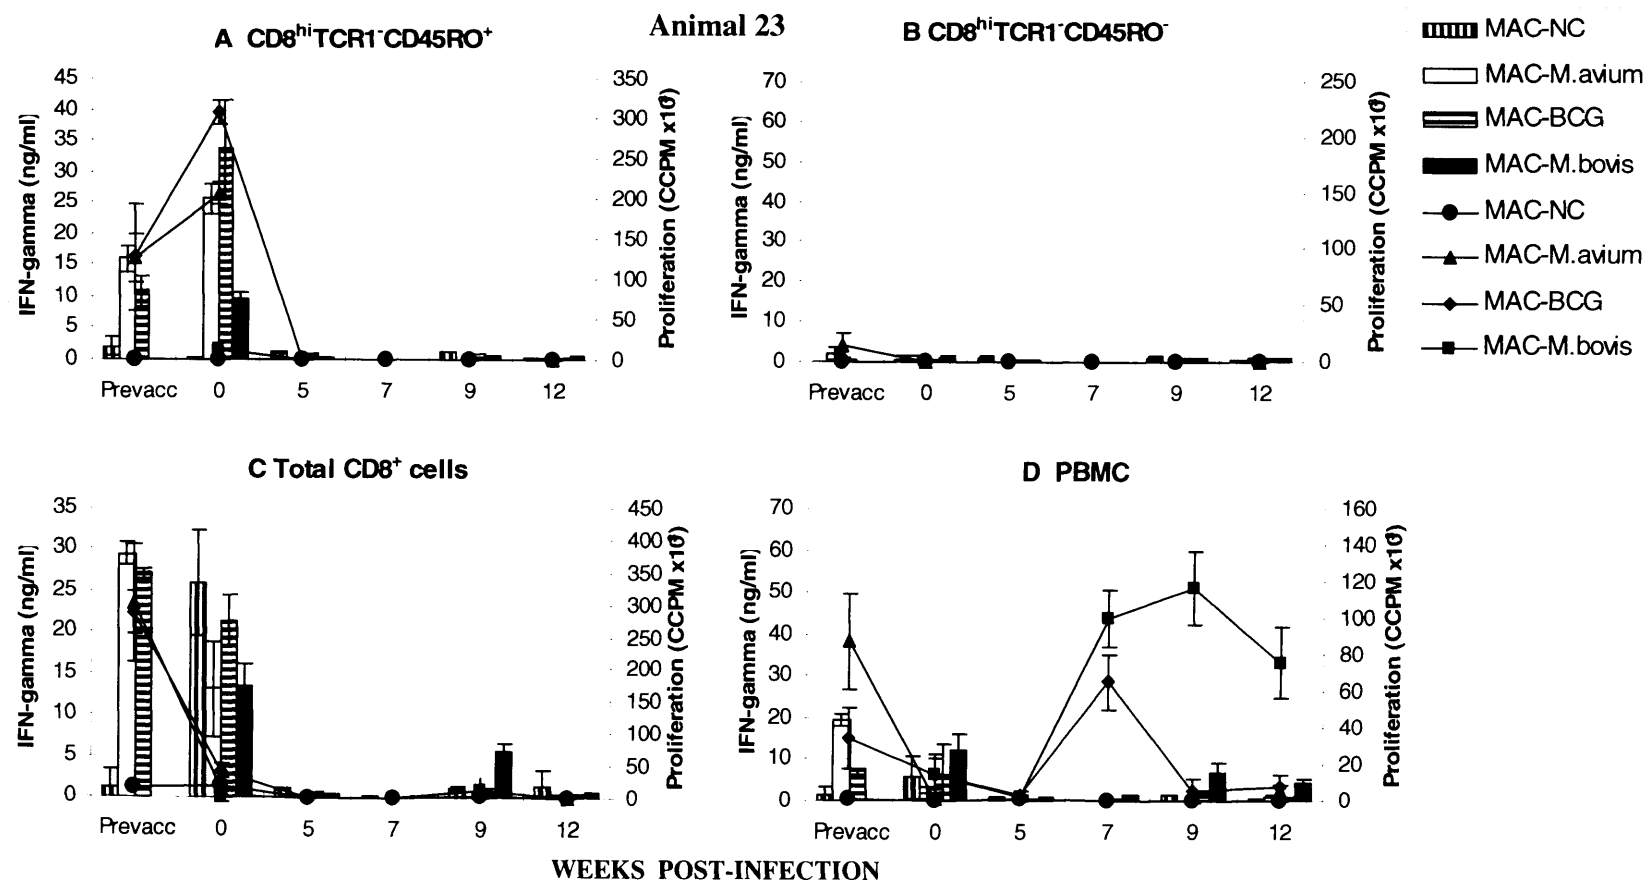 Animal 23
A CD8hiTCR1-CD45RO+
45
40
35
30
25
20
15
10
5
0
IFN-gamma (ng/ml)
350
300
250
200
150
100
50
0
Proliferation (CCPM x10³)
Prevacc 0 5 7 9 12
B CD8hiTCR1-CD45RO-
70
60
50
40
30
20
10
0
IFN-gamma (ng/ml)
250
200
150
100
50
0
Proliferation (CCPM x10³)
Prevacc 0 5 7 9 12
MAC-NC
MAC-M.avium
MAC-BCG
MAC-M.bovis
MAC-NC
MAC-M.avium
MAC-BCG
MAC-M.bovis
C Total CD8+ cells
35
30
25
20
15
10
5
0
IFN-gamma (ng/ml)
450
400
350
300
250
200
150
100
50
0
Proliferation (CCPM x10³)
Prevacc 0 5 7 9 12
D PBMC
70
60
50
40
30
20
10
0
IFN-gamma (ng/ml)
160
140
120
100
80
60
40
20
0
Proliferation (CCPM x10³)
Prevacc 0 5 7 9 12
WEEKS POST-INFECTION